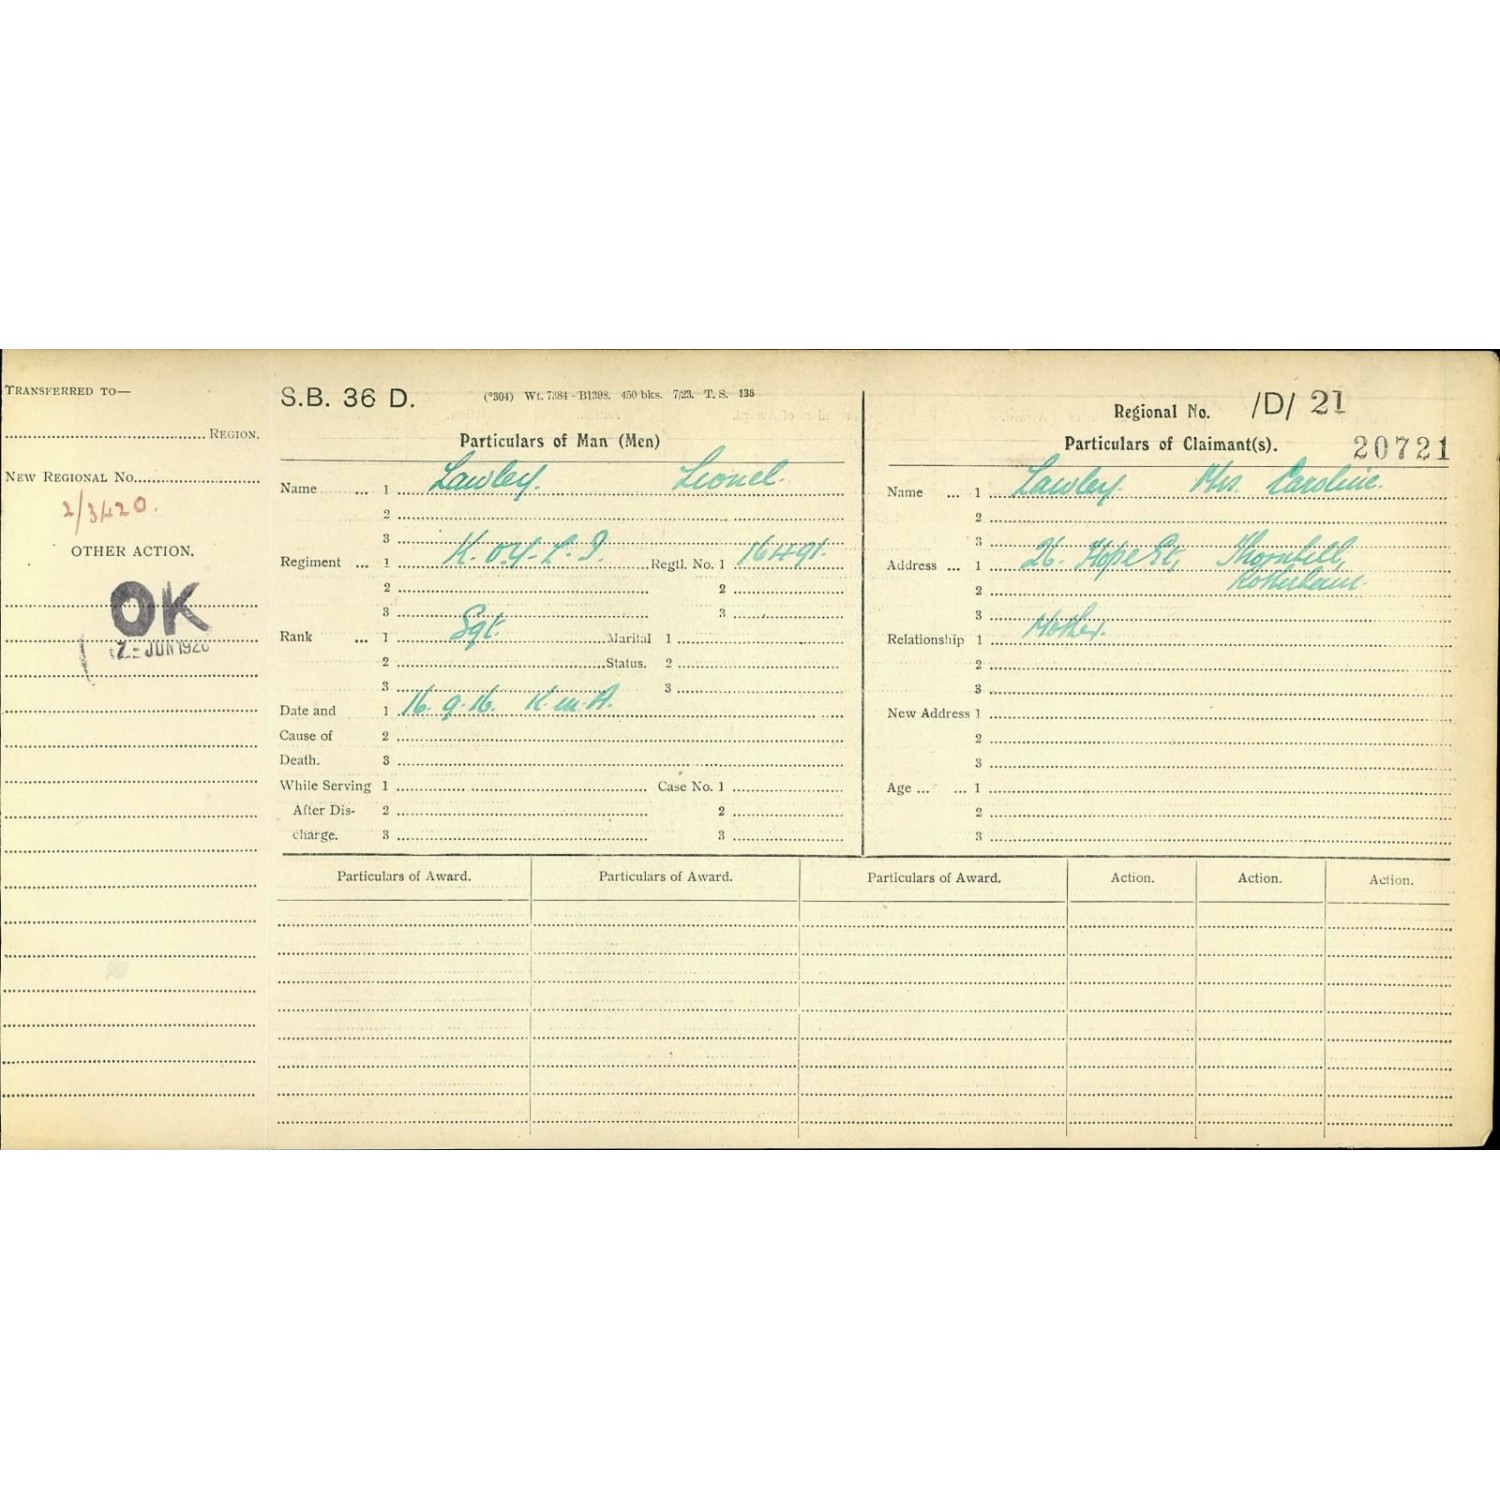 TRANSFERRED TO—
REGION.
NEW REGIONAL NO.
2/3420.
OTHER ACTION.
OK
2 - JUN 1926
S.B. 36 D.
(*304) Wt. 7384 - B1398. 450 bks. 7/23. T. S. 135
Particulars of Man (Men)
Name ... 1 Lawley. Lionel.
2
3
Regiment ... 1 K.O.Y.L.I. Regtl. No. 1 16491.
2 2
3 3
Rank ... 1 Sgt. Marital 1
2 Status. 2
3 3
Date and 1 16.9.16. K in A.
Cause of 2
Death. 3
While Serving 1 Case No. 1
After Dis- 2 2
charge. 3 3
Regional No. /D/ 21
Particulars of Claimant(s). 20721
Name ... 1 Lawley. Mrs. Caroline.
2
3
Address ... 1 26. Hope St, Thornhill,
2 Rotherham.
3
Relationship 1 Mother.
2
3
New Address 1
2
3
Age ... ... 1
2
3
Particulars of Award. Particulars of Award. Particulars of Award. Action. Action. Action.